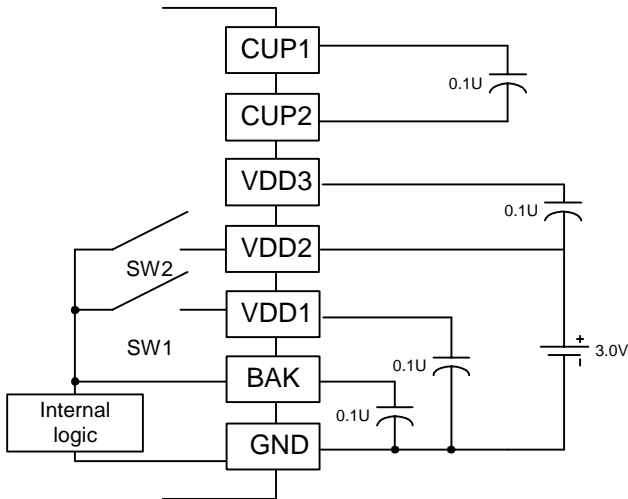 CUP1
0.1U
CUP2
VDD3
0.1U
VDD2
SW2
VDD1
SW1
+
3.0V
0.1U
BAK
Internal
logic
0.1U
GND